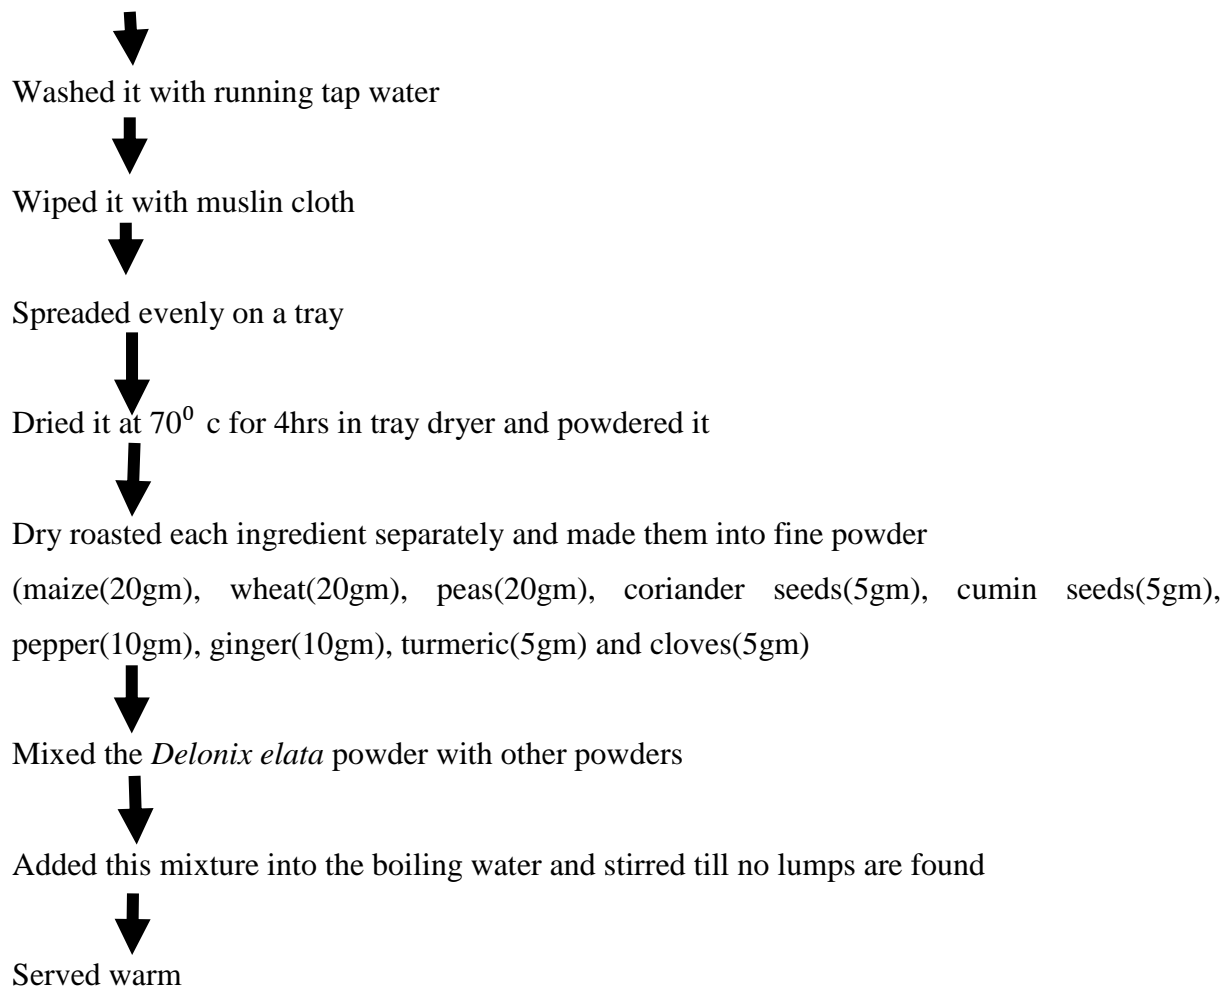 Washed it with running tap water
Wiped it with muslin cloth
Spreaded evenly on a tray
Dried it at 70⁰ c for 4hrs in tray dryer and powdered it
Dry roasted each ingredient separately and made them into fine powder
(maize(20gm), wheat(20gm), peas(20gm), coriander seeds(5gm), cumin seeds(5gm),
pepper(10gm), ginger(10gm), turmeric(5gm) and cloves(5gm)
Mixed the Delonix elata powder with other powders
Added this mixture into the boiling water and stirred till no lumps are found
Served warm